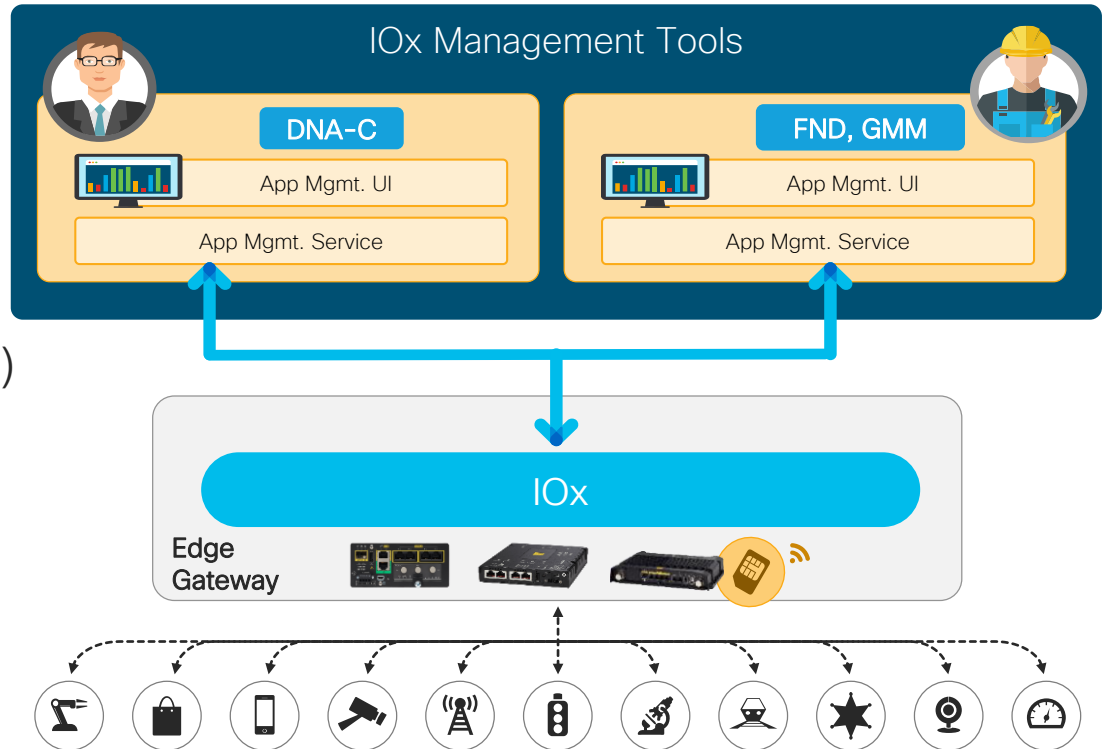 IOx Management Tools
DNA-C
App Mgmt. UI
App Mgmt. Service
FND, GMM
App Mgmt. UI
App Mgmt. Service
)
IOx
Edge
Gateway